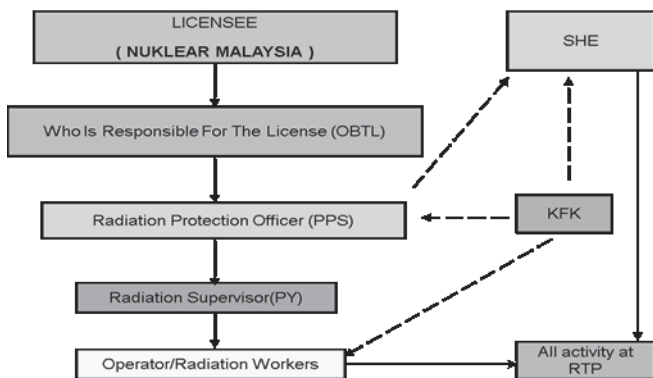 LICENSEE
( NUKLEAR MALAYSIA)
SHE
Who Is Responsible For The License (OBTL)
Radiation Protection Officer (PPS)
KFK
Radiation Supervisor(PY)
Operator/Radiation Workers
All activity at
RTP